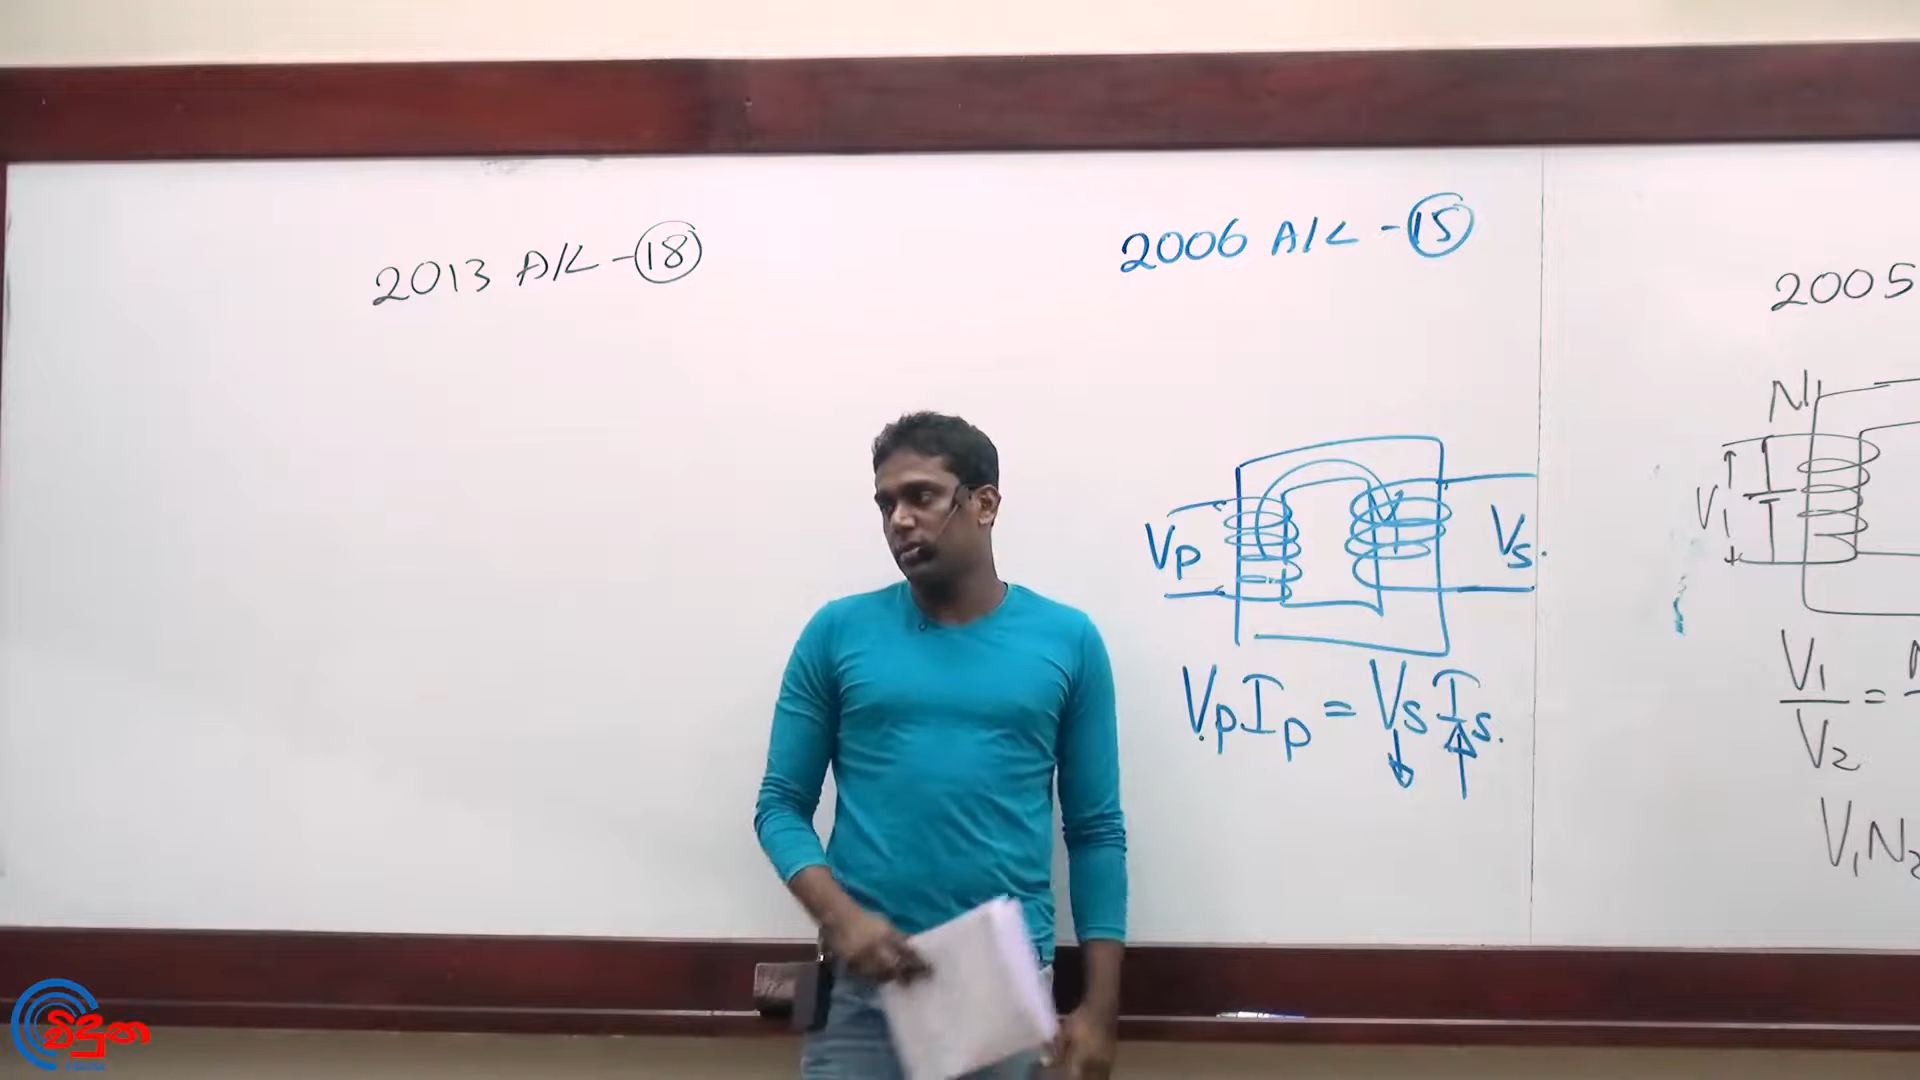 2013 A/L - 18
2006 A/L - 15
Vp
Vs.
VpIp = VsIs.
2005
N1
V1
V1
— =
V2
V1N2
විදුන